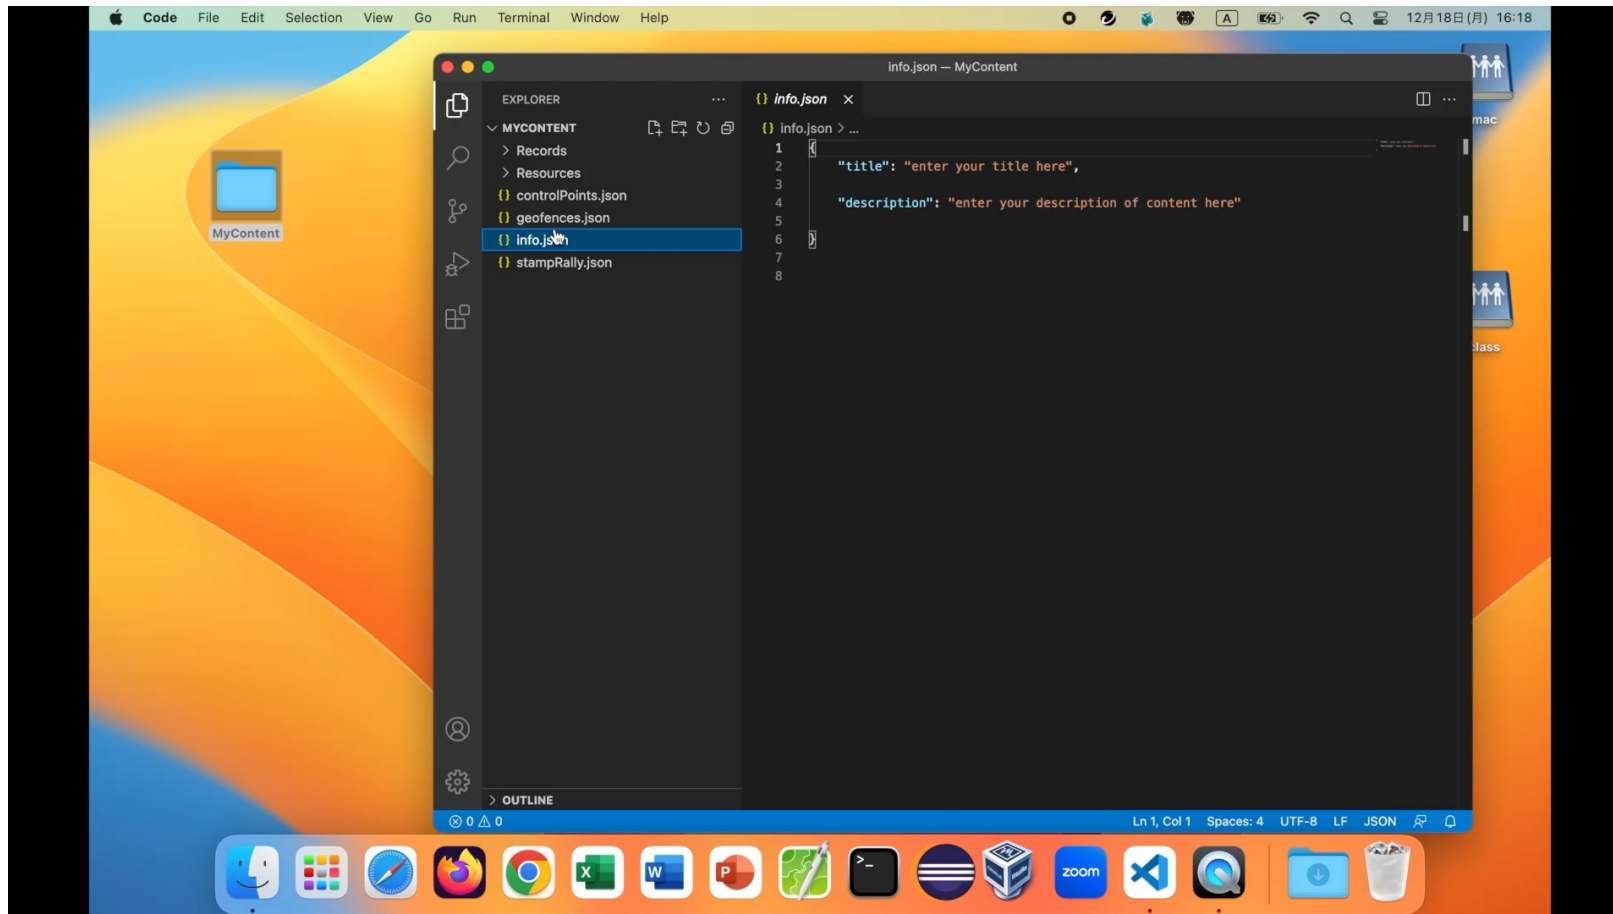 Code File Edit Selection View Go Run Terminal Window Help A 12月18日(月) 16:18
info.json — MyContent
mac
class
MyContent
EXPLORER
MYCONTENT
Records
Resources
{} controlPoints.json
{} geofences.json
{} info.json
{} stampRally.json
OUTLINE
{} info.json
{} info.json > ...
1 {
2 "title": "enter your title here",
3
4 "description": "enter your description of content here"
5
6 }
7
8
0 0 Ln 1, Col 1 Spaces: 4 UTF-8 LF JSON
X W P >_ zoom